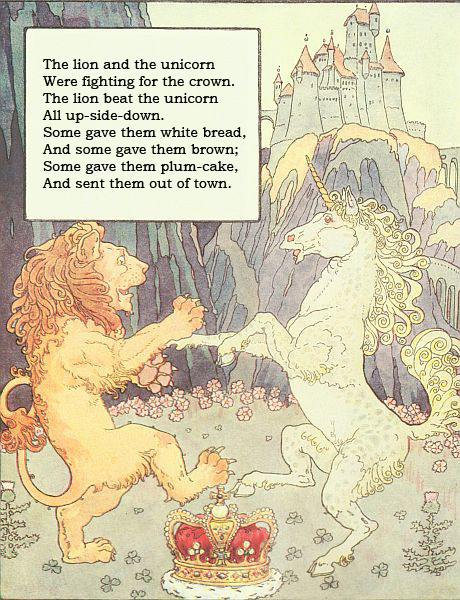 The lion and the unicorn
Were fighting for the crown.
The lion beat the unicorn
All up-side-down.
Some gave them white bread,
And some gave them brown;
Some gave them plum-cake,
And sent them out of town.